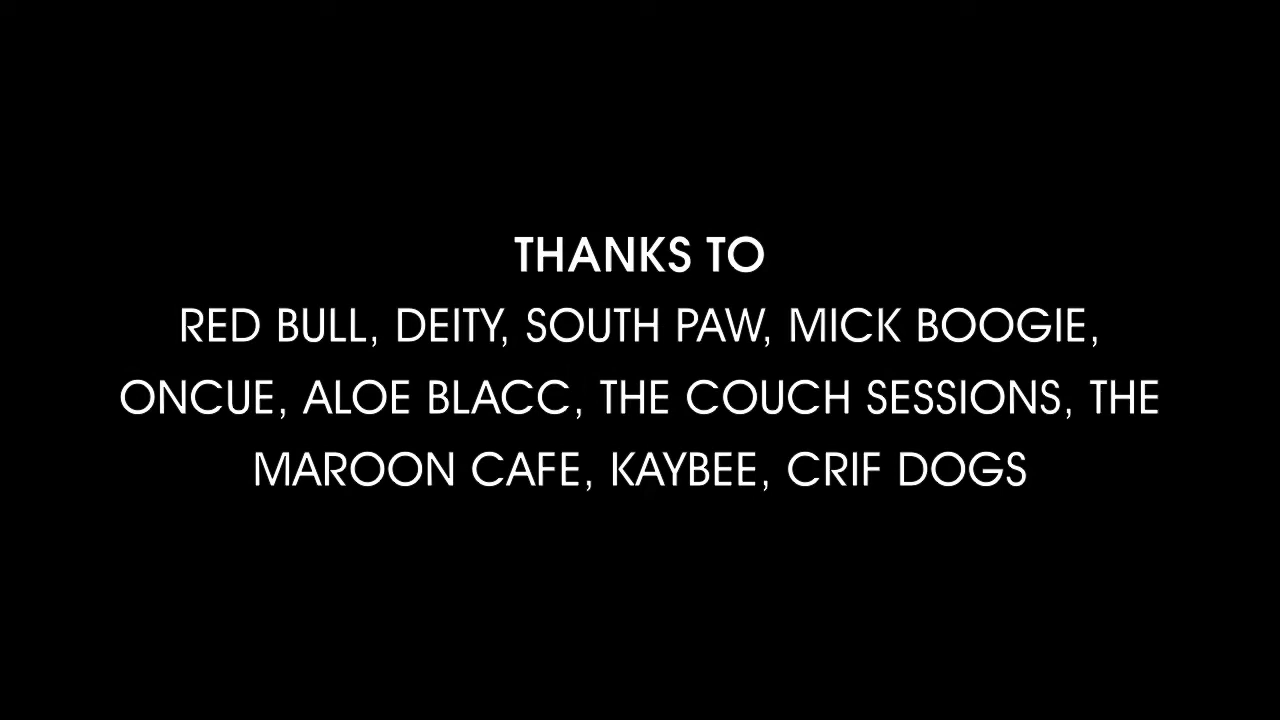 THANKS TO
RED BULL, DEITY, SOUTH PAW, MICK BOOGIE,
ONCUE, ALOE BLACC, THE COUCH SESSIONS, THE
MAROON CAFE, KAYBEE, CRIF DOGS